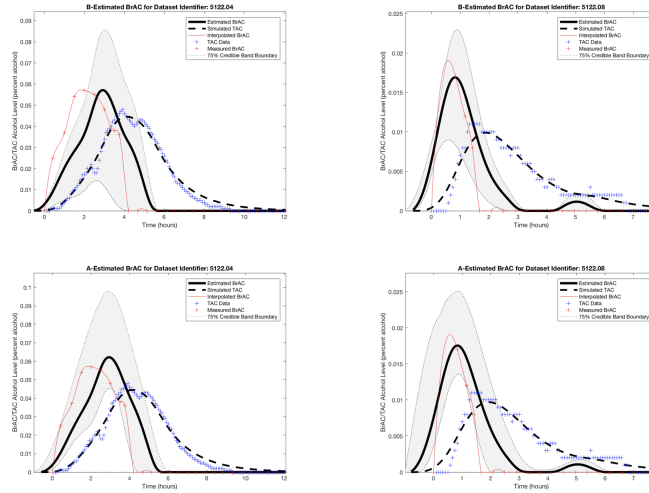 B-Estimated BrAC for Dataset Identifier: 5122.04
BrAC/TAC Alcohol Level (percent alcohol)
0.09
0.08
0.07
0.06
0.05
0.04
0.03
0.02
0.01
0
0
2
4
6
8
10
12
Time (hours)
Estimated BrAC
Simulated TAC
Interpolated BrAC
TAC Data
Measured BrAC
75% Credible Band Boundary
B-Estimated BrAC for Dataset Identifier: 5122.08
BrAC/TAC Alcohol Level (percent alcohol)
0.025
0.02
0.015
0.01
0.005
0
0
1
2
3
4
5
6
7
Time (hours)
Estimated BrAC
Simulated TAC
Interpolated BrAC
TAC Data
Measured BrAC
75% Credible Band Boundary
A-Estimated BrAC for Dataset Identifier: 5122.04
BrAC/TAC Alcohol Level (percent alcohol)
0.1
0.09
0.08
0.07
0.06
0.05
0.04
0.03
0.02
0.01
0
0
2
4
6
8
10
12
Time (hours)
Estimated BrAC
Simulated TAC
Interpolated BrAC
TAC Data
Measured BrAC
75% Credible Band Boundary
A-Estimated BrAC for Dataset Identifier: 5122.08
BrAC/TAC Alcohol Level (percent alcohol)
0.025
0.02
0.015
0.01
0.005
0
0
1
2
3
4
5
6
7
Time (hours)
Estimated BrAC
Simulated TAC
Interpolated BrAC
TAC Data
Measured BrAC
75% Credible Band Boundary